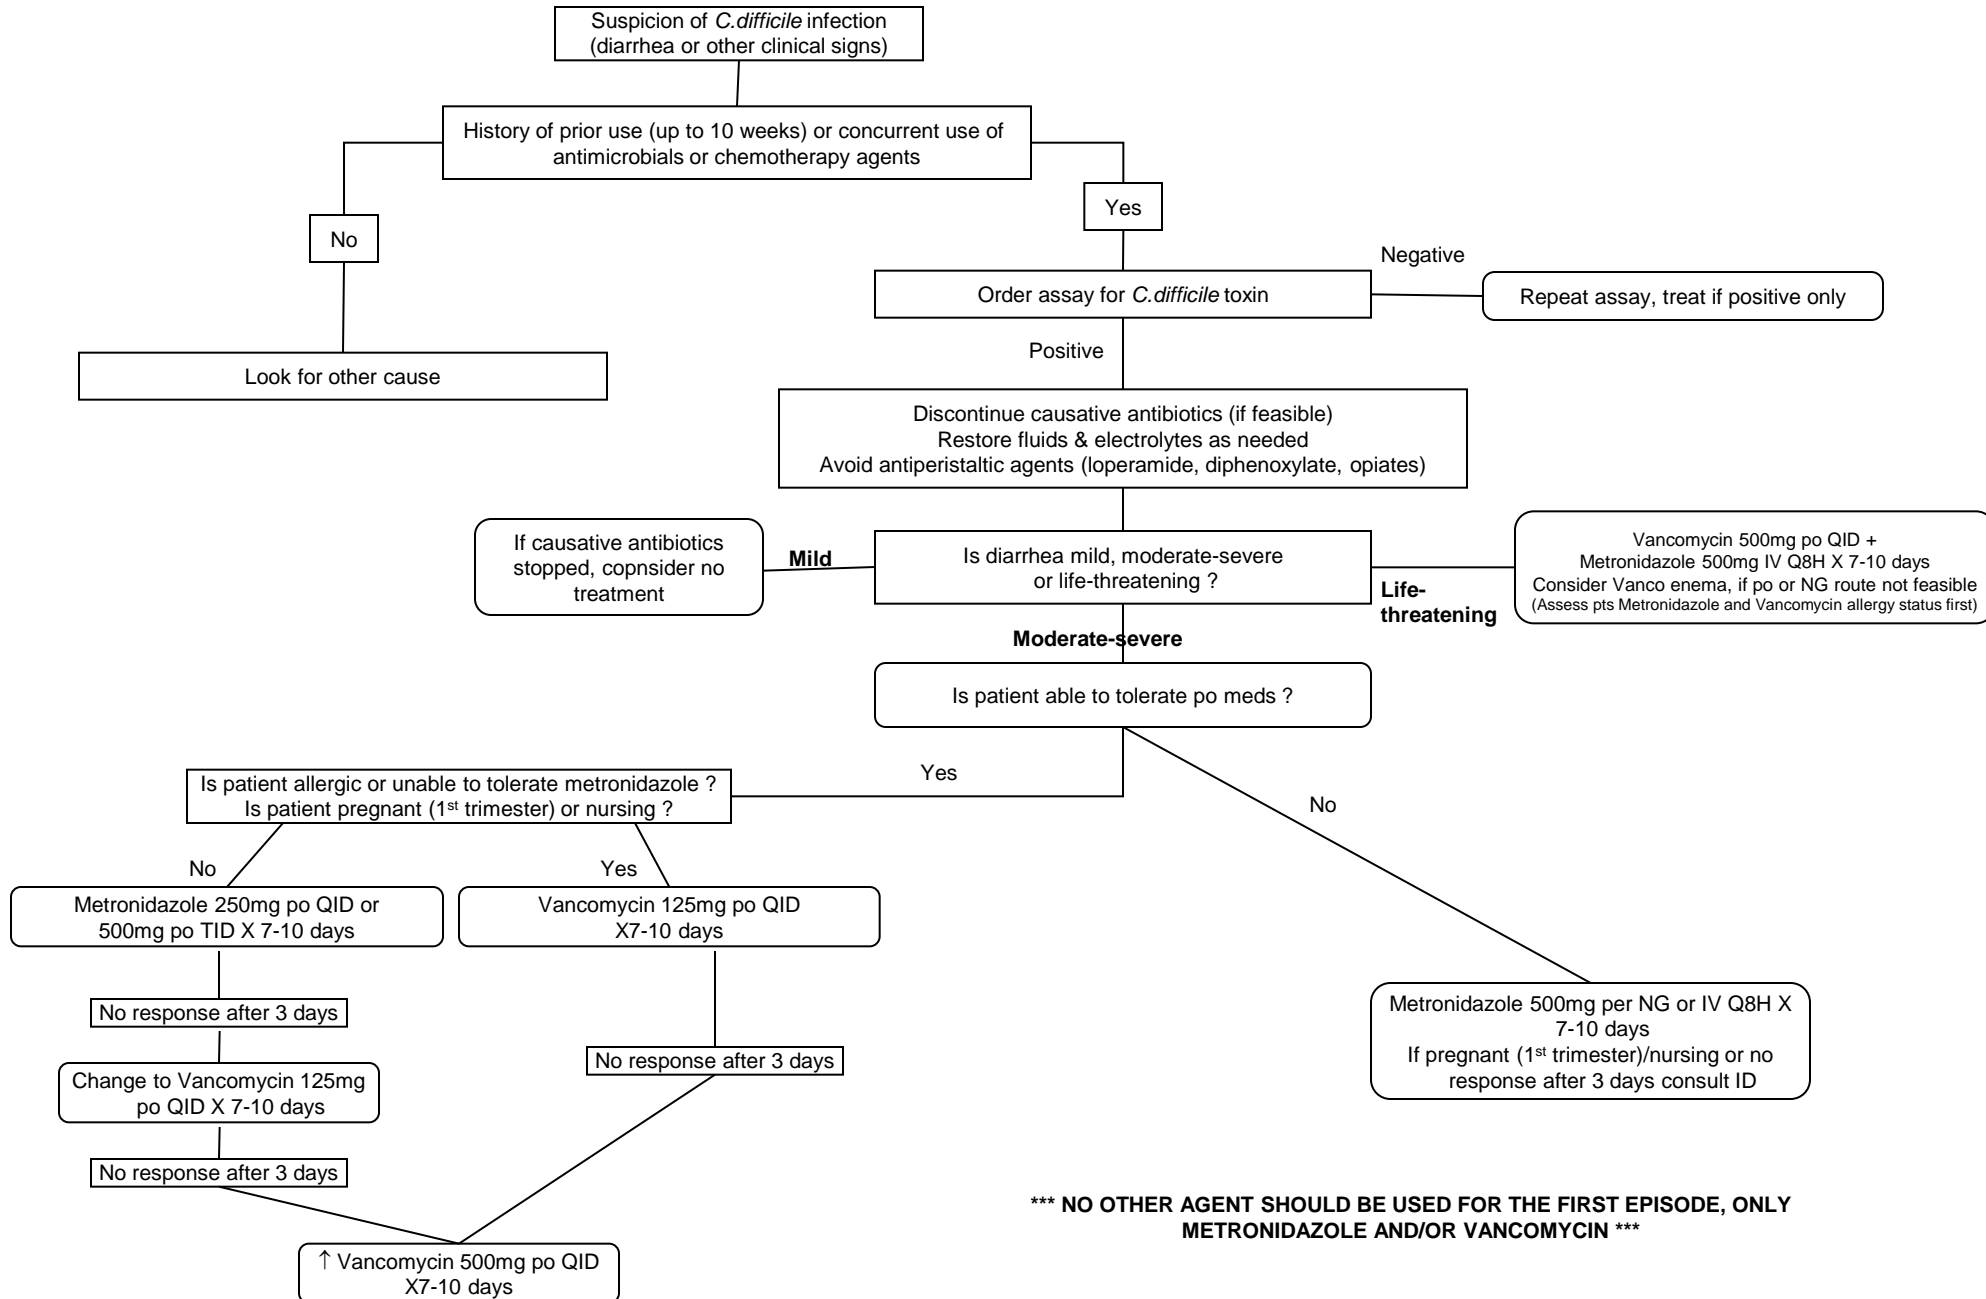 Suspicion of C.difficile infection
(diarrhea or other clinical signs)
History of prior use (up to 10 weeks) or concurrent use of
antimicrobials or chemotherapy agents
No
Yes
Look for other cause
Order assay for C.difficile toxin
Negative
Repeat assay, treat if positive only
Positive
Discontinue causative antibiotics (if feasible)
Restore fluids & electrolytes as needed
Avoid antiperistaltic agents (loperamide, diphenoxylate, opiates)
Is diarrhea mild, moderate-severe
or life-threatening ?
Mild
If causative antibiotics
stopped, copnsider no
treatment
Life-
threatening
Vancomycin 500mg po QID +
Metronidazole 500mg IV Q8H X 7-10 days
Consider Vanco enema, if po or NG route not feasible
(Assess pts Metronidazole and Vancomycin allergy status first)
Moderate-severe
Is patient able to tolerate po meds ?
Yes
No
Is patient allergic or unable to tolerate metronidazole ?
Is patient pregnant (1st trimester) or nursing ?
No
Yes
Metronidazole 250mg po QID or
500mg po TID X 7-10 days
Vancomycin 125mg po QID
X7-10 days
No response after 3 days
Change to Vancomycin 125mg
po QID X 7-10 days
No response after 3 days
No response after 3 days
↑ Vancomycin 500mg po QID
X7-10 days
Metronidazole 500mg per NG or IV Q8H X
7-10 days
If pregnant (1st trimester)/nursing or no
response after 3 days consult ID
*** NO OTHER AGENT SHOULD BE USED FOR THE FIRST EPISODE, ONLY
METRONIDAZOLE AND/OR VANCOMYCIN ***